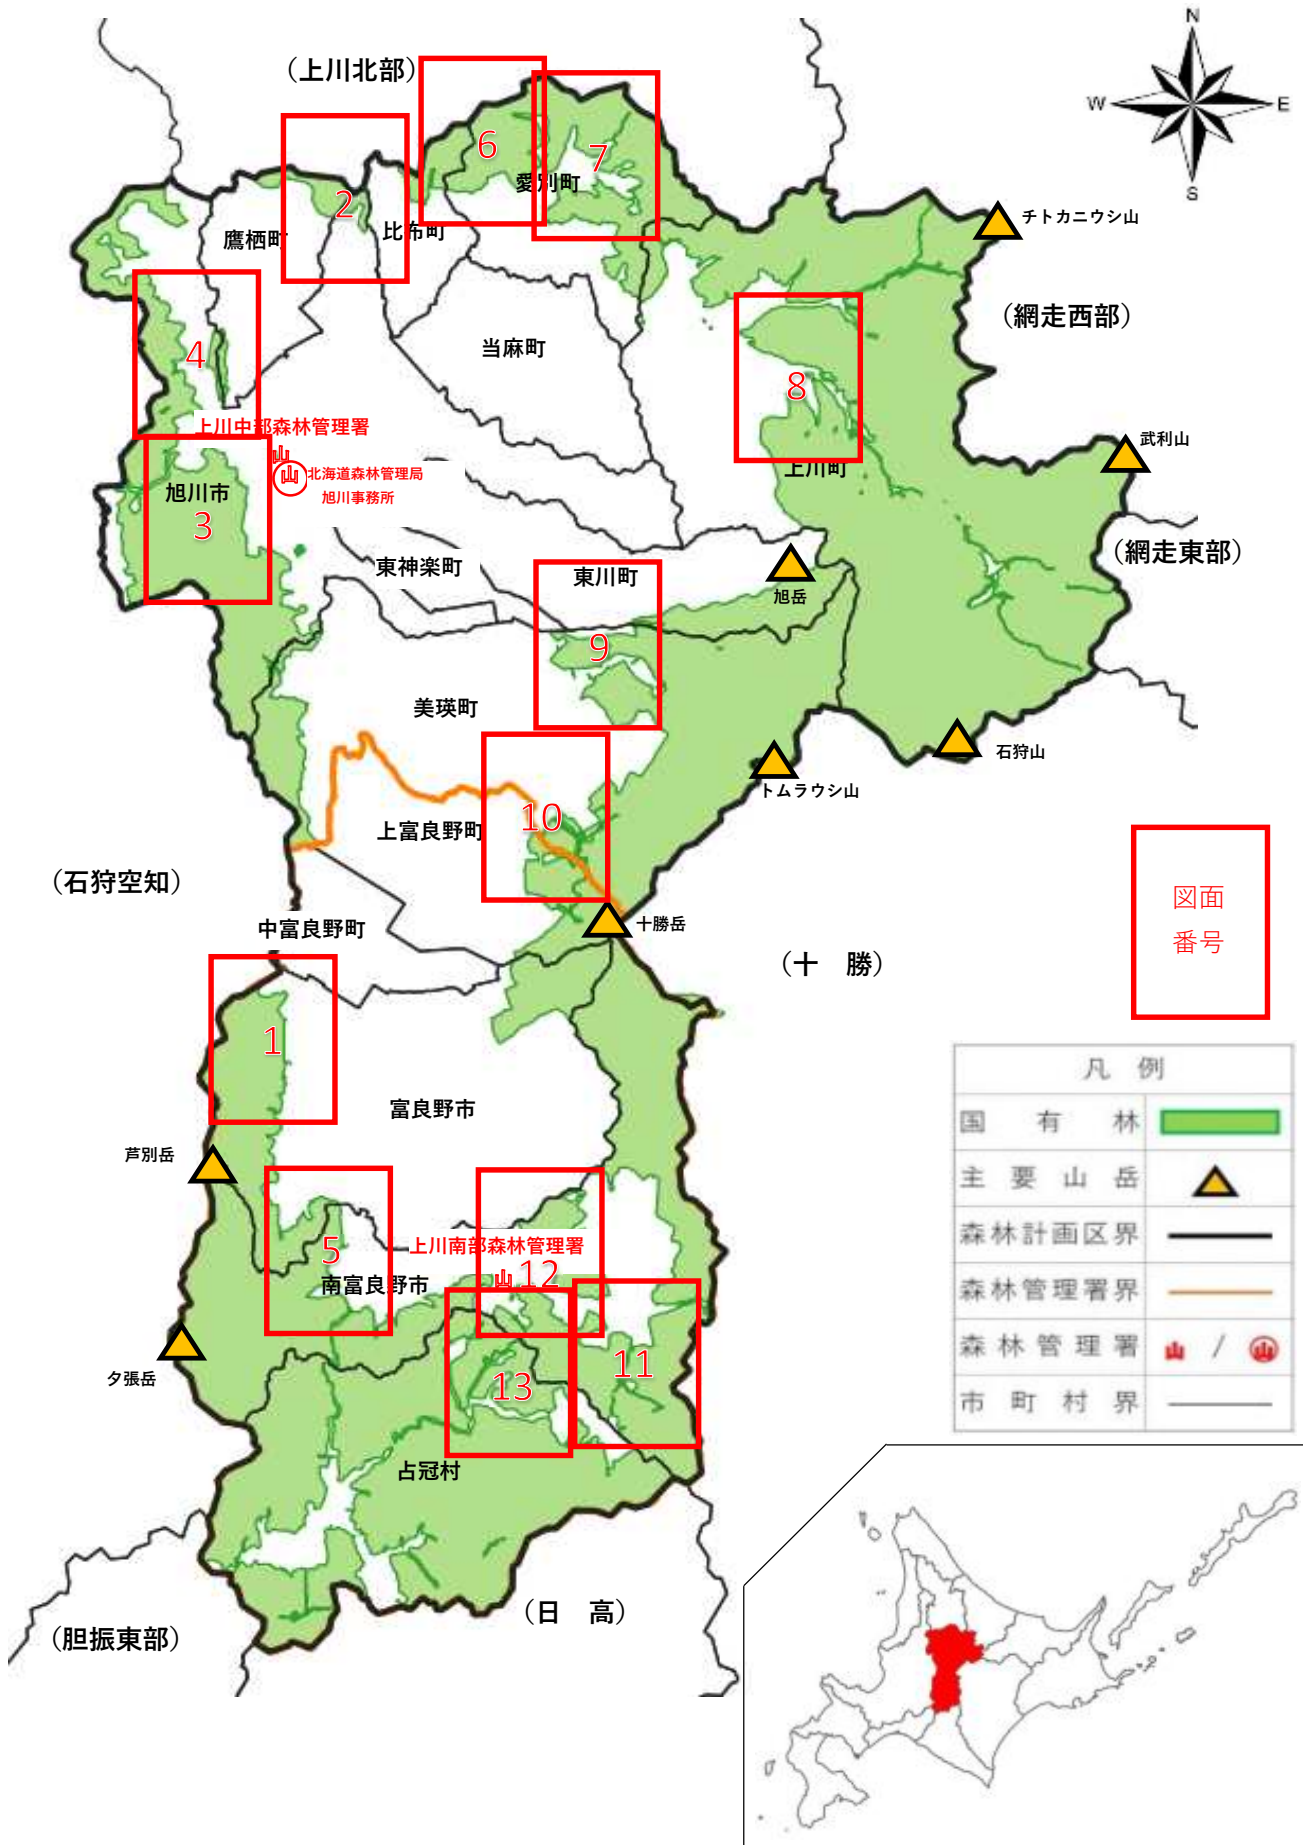 N
W
E
S
（上川北部）
6
7
愛別町
2
鷹栖町
比布町
チトカニウシ山
（網走西部）
4
当麻町
8
上川中部森林管理署
山
山
北海道森林管理局
旭川事務所
武利山
上川町
旭川市
3
（網走東部）
東神楽町
東川町
旭岳
9
美瑛町
石狩山
トムラウシ山
10
上富良野町
（石狩空知）
図面
番号
中富良野町
十勝岳
（十　勝）
1
富良野市
芦別岳
5
上川南部森林管理署
山
12
南富良野市
11
13
夕張岳
占冠村
（日　高）
（胆振東部）
凡　例
国　有　林
主　要　山　岳
森林計画区界
森林管理署界
森林管理署
山 / 山
市　町　村　界